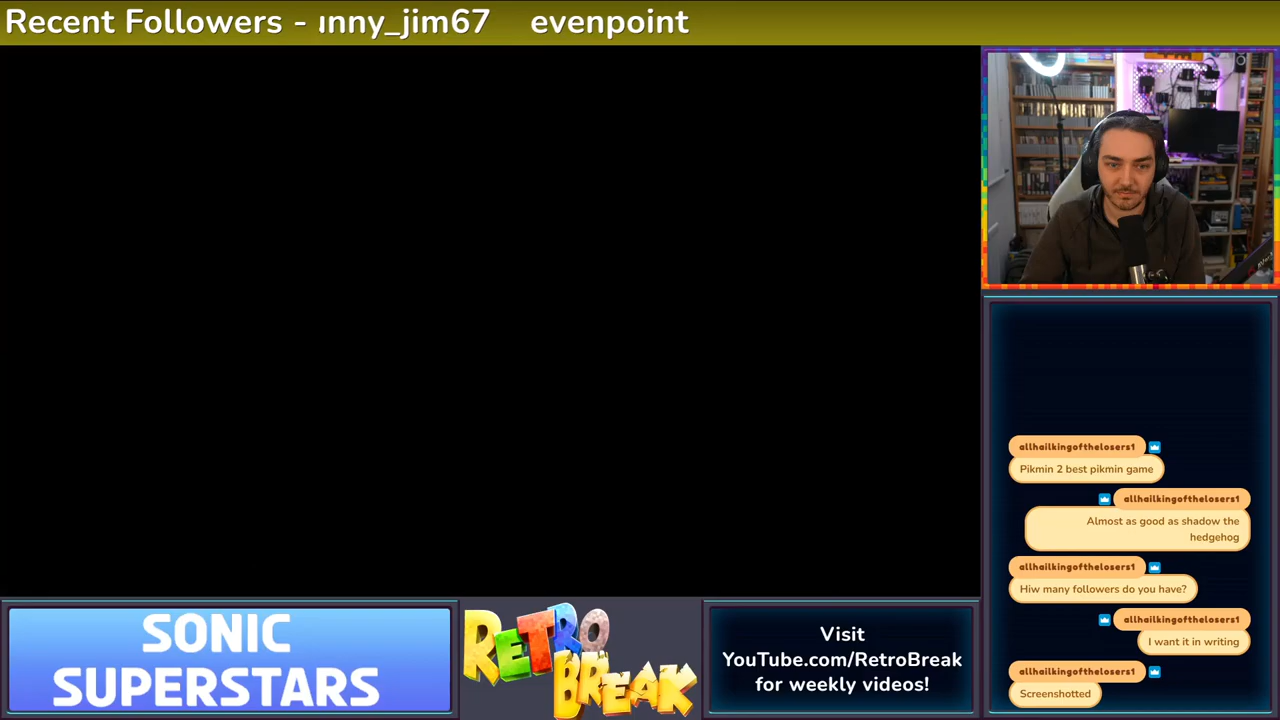 Recent Followers - ınny_jim67 evenpoint
allhailkingofthelosers1
Pikmin 2 best pikmin game
allhailkingofthelosers1
Almost as good as shadow the
hedgehog
allhailkingofthelosers1
Hiw many followers do you have?
allhailkingofthelosers1
I want it in writing
allhailkingofthelosers1
Screenshotted
SONIC
SUPERSTARS
RETRO
BREAK
Visit
YouTube.com/RetroBreak
for weekly videos!